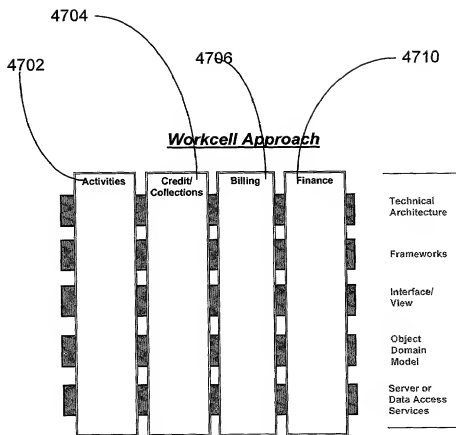 4704
4702
4706
4710
Workcell Approach
Activities
Credit/
Collections
Billing
Finance
Technical
Architecture
Frameworks
Interface/
View
Object
Domain
Model
Server or
Data Access
Services